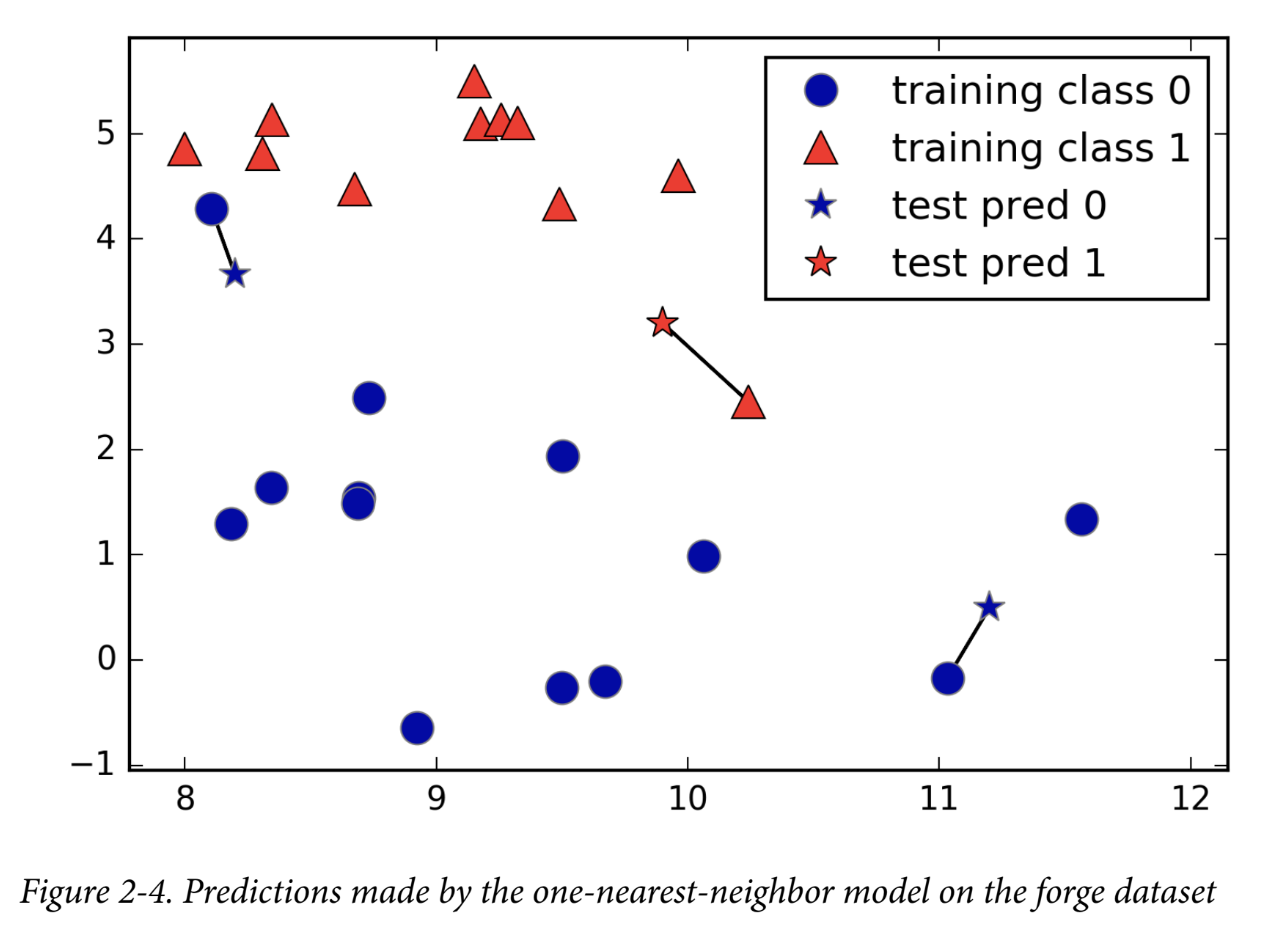 training class 0
training class 1
test pred 0
test pred 1
5
4
3
2
1
0
−1
8 9 10 11 12
Figure 2-4. Predictions made by the one-nearest-neighbor model on the forge dataset